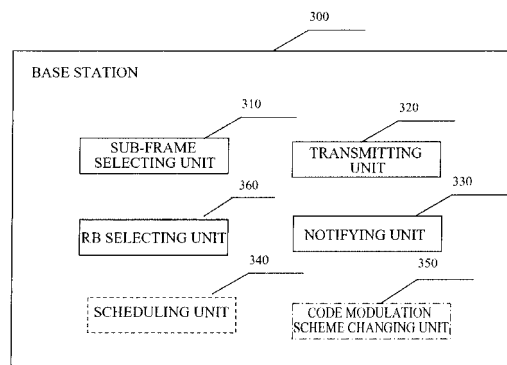 300
BASE STATION
310
320
SUB-FRAME
SELECTING UNIT
TRANSMITTING
UNIT
360
330
RB SELECTING UNIT
NOTIFYING UNIT
340
350
SCHEDULING UNIT
CODE MODULATION
SCHEME CHANGING UNIT